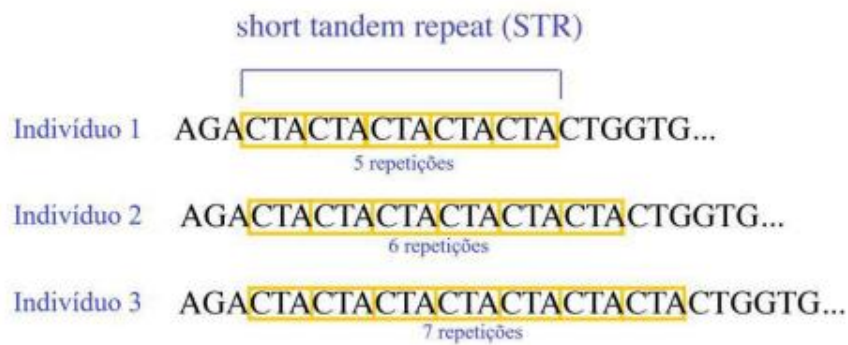 short tandem repeat (STR)
Indivíduo 1 AGACTACTACTACTACTACTGGTG...
5 repetições
Indivíduo 2 AGACTACTACTACTACTACTACTGGTG...
6 repetições
Indivíduo 3 AGACTACTACTACTACTACTACTACTGGTG...
7 repetições